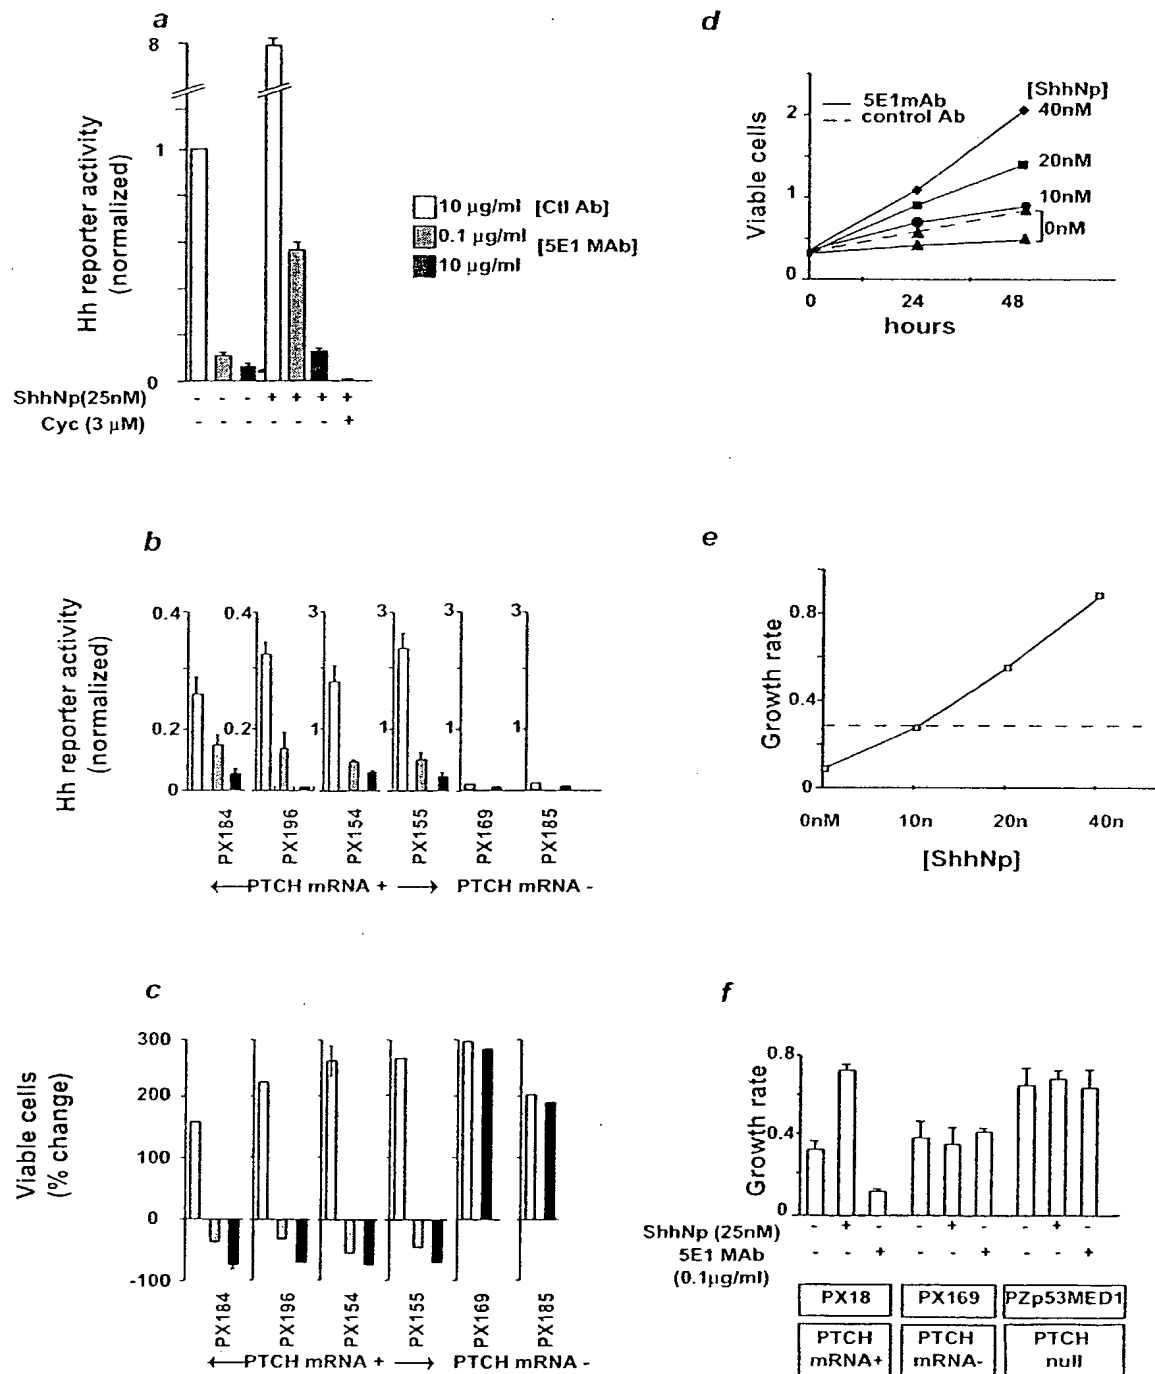 a
8
1
0
Hh reporter activity
(normalized)
ShhNp(25nM) - - - + + + +
Cyc (3 μM) - - - - - - +
10 μg/ml [Ctl Ab]
0.1 μg/ml
[5E1 MAb]
10 μg/ml
d
Viable cells
2
1
0
5E1mAb
control Ab
[ShhNp]
40nM
20nM
10nM
0nM
0 24 48
hours
b
Hh reporter activity
(normalized)
0.4 0.4 3 3 3 3
0.2 0.2 1 1 1 1
0
PX184 PX196 PX154 PX155 PX169 PX185
←PTCH mRNA + → PTCH mRNA -
e
Growth rate
0.8
0.4
0
0nM 10n 20n 40n
[ShhNp]
c
Viable cells
(% change)
300
200
100
0
-100
PX184 PX196 PX154 PX155 PX169 PX185
←PTCH mRNA + → PTCH mRNA -
f
Growth rate
0.8
0.4
0
ShhNp (25nM) - + - - + - - + -
5E1 MAb - - + - - + - - +
(0.1μg/ml)
PX18 PX169 PZp53MED1
PTCH PTCH PTCH
mRNA+ mRNA- null